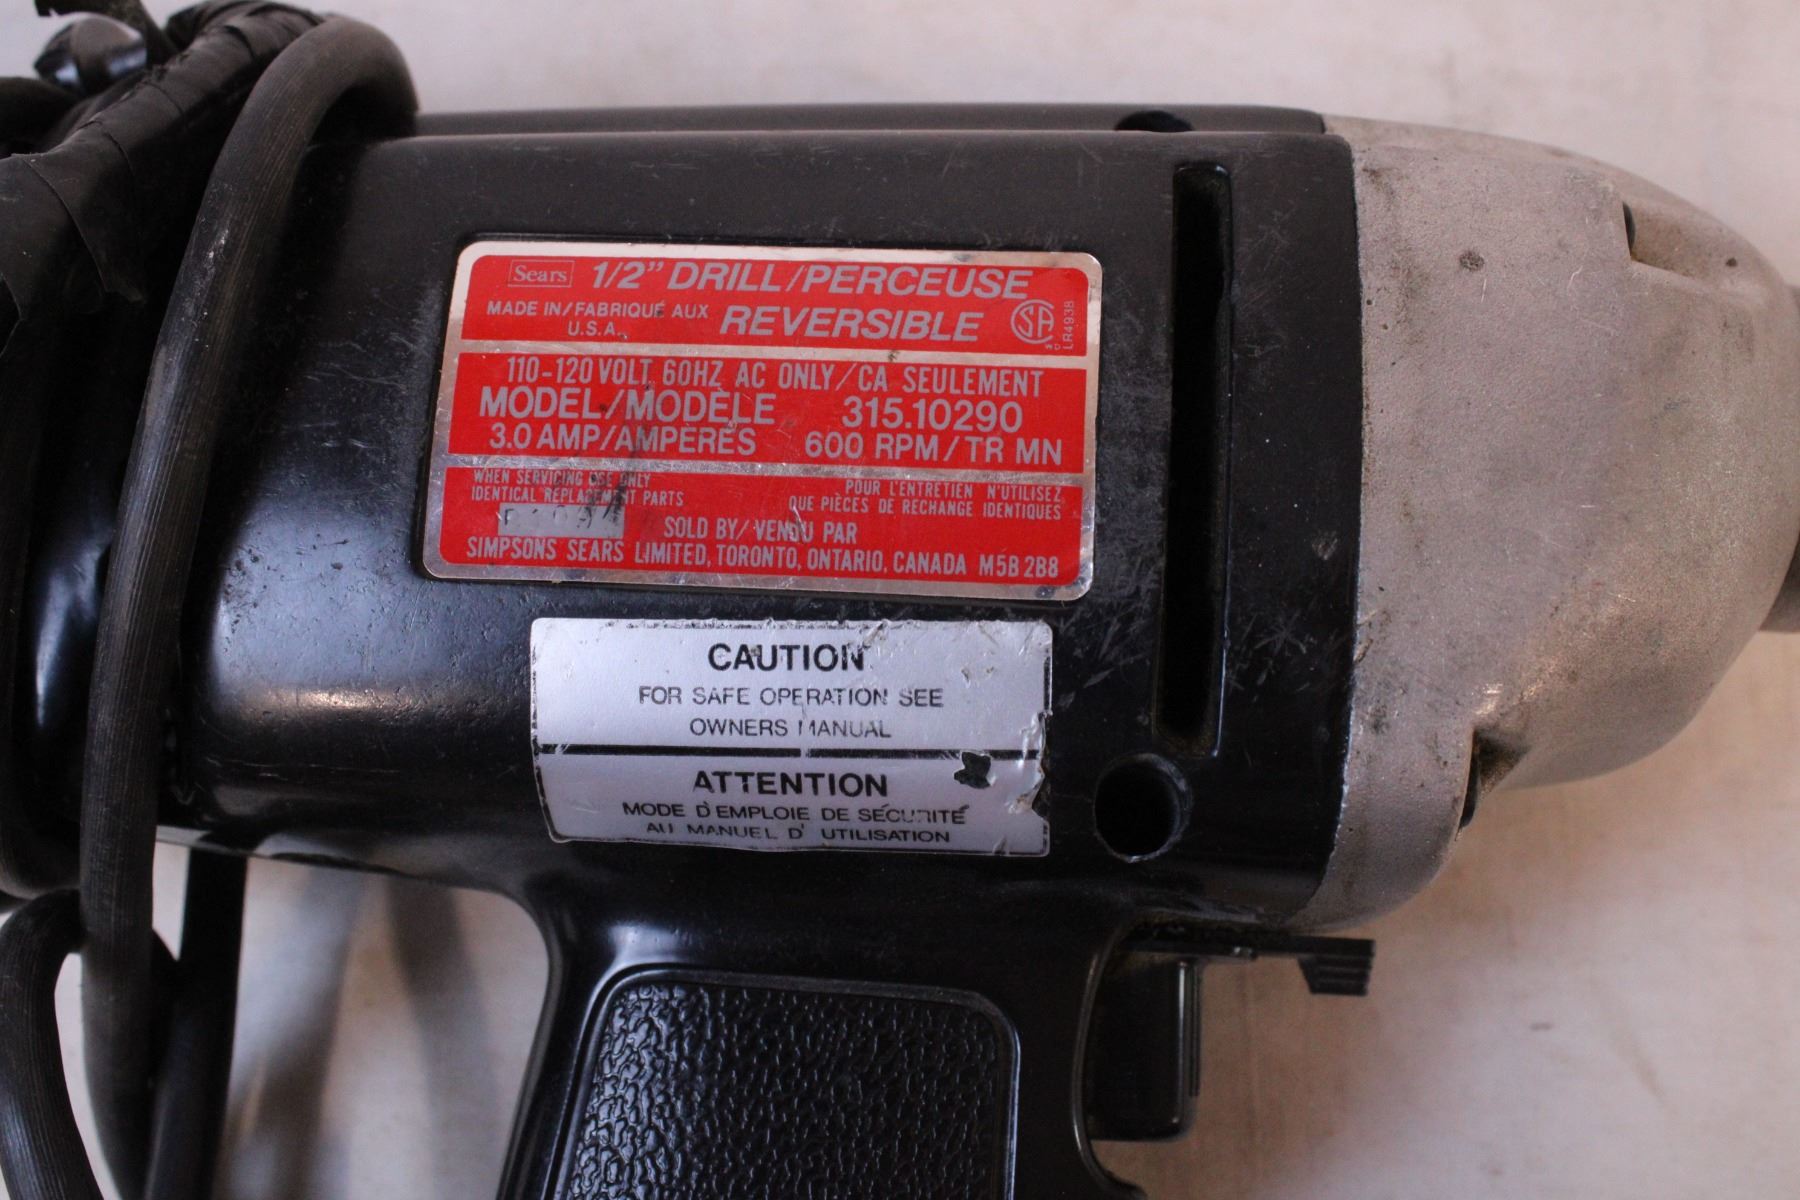 Sears 1/2" DRILL/PERCEUSE
MADE IN/FABRIQUÉ AUX
U.S.A.
REVERSIBLE
LR4938
110-120 VOLT 60HZ AC ONLY/CA SEULEMENT
MODEL/MODÈLE 315.10290
3.0 AMP/AMPÈRES 600 RPM/TR MN
WHEN SERVICING USE ONLY
IDENTICAL REPLACEMENT PARTS
POUR L'ENTRETIEN N'UTILISEZ
QUE PIÈCES DE RECHANGE IDENTIQUES
SOLD BY/VENDU PAR
SIMPSONS SEARS LIMITED, TORONTO, ONTARIO, CANADA M5B 2B8
CAUTION
FOR SAFE OPERATION SEE
OWNERS MANUAL
ATTENTION
MODE D'EMPLOIE DE SÉCURITÉ
AU MANUEL D' UTILISATION